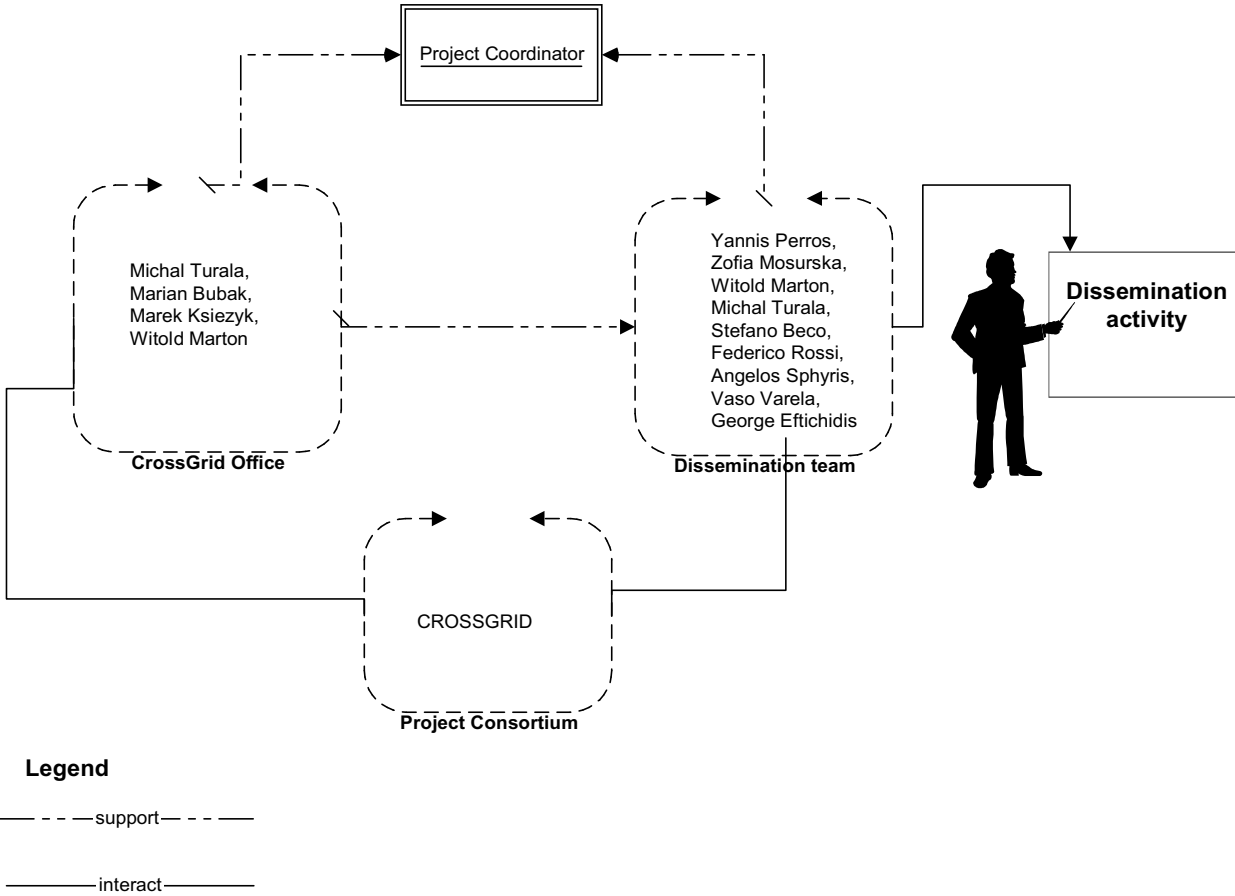 Project Coordinator
Michal Turala,
Marian Bubak,
Marek Ksiezyk,
Witold Marton
CrossGrid Office
Yannis Perros,
Zofia Mosurska,
Witold Marton,
Michal Turala,
Stefano Beco,
Federico Rossi,
Angelos Sphyris,
Vaso Varela,
George Eftichidis
Dissemination team
Dissemination
activity
CROSSGRID
Project Consortium
Legend
support
interact